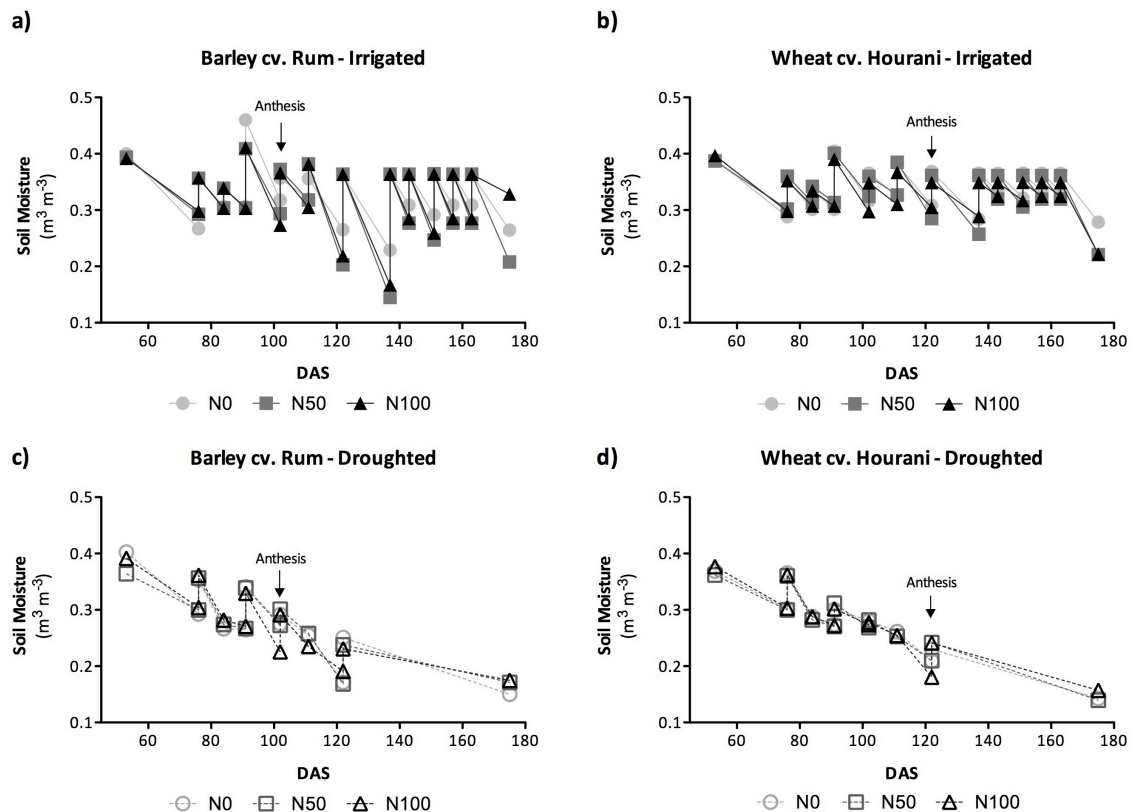 a)
Barley cv. Rum - Irrigated
Soil Moisture
(m³ m⁻³)
0.5
0.4
0.3
0.2
0.1
Anthesis
60 80 100 120 140 160 180
DAS
N0 N50 N100
b)
Wheat cv. Hourani - Irrigated
Soil Moisture
(m³ m⁻³)
0.5
0.4
0.3
0.2
0.1
Anthesis
60 80 100 120 140 160 180
DAS
N0 N50 N100
c)
Barley cv. Rum - Droughted
Soil Moisture
(m³ m⁻³)
0.5
0.4
0.3
0.2
0.1
Anthesis
60 80 100 120 140 160 180
DAS
N0 N50 N100
d)
Wheat cv. Hourani - Droughted
Soil Moisture
(m³ m⁻³)
0.5
0.4
0.3
0.2
0.1
Anthesis
60 80 100 120 140 160 180
DAS
N0 N50 N100